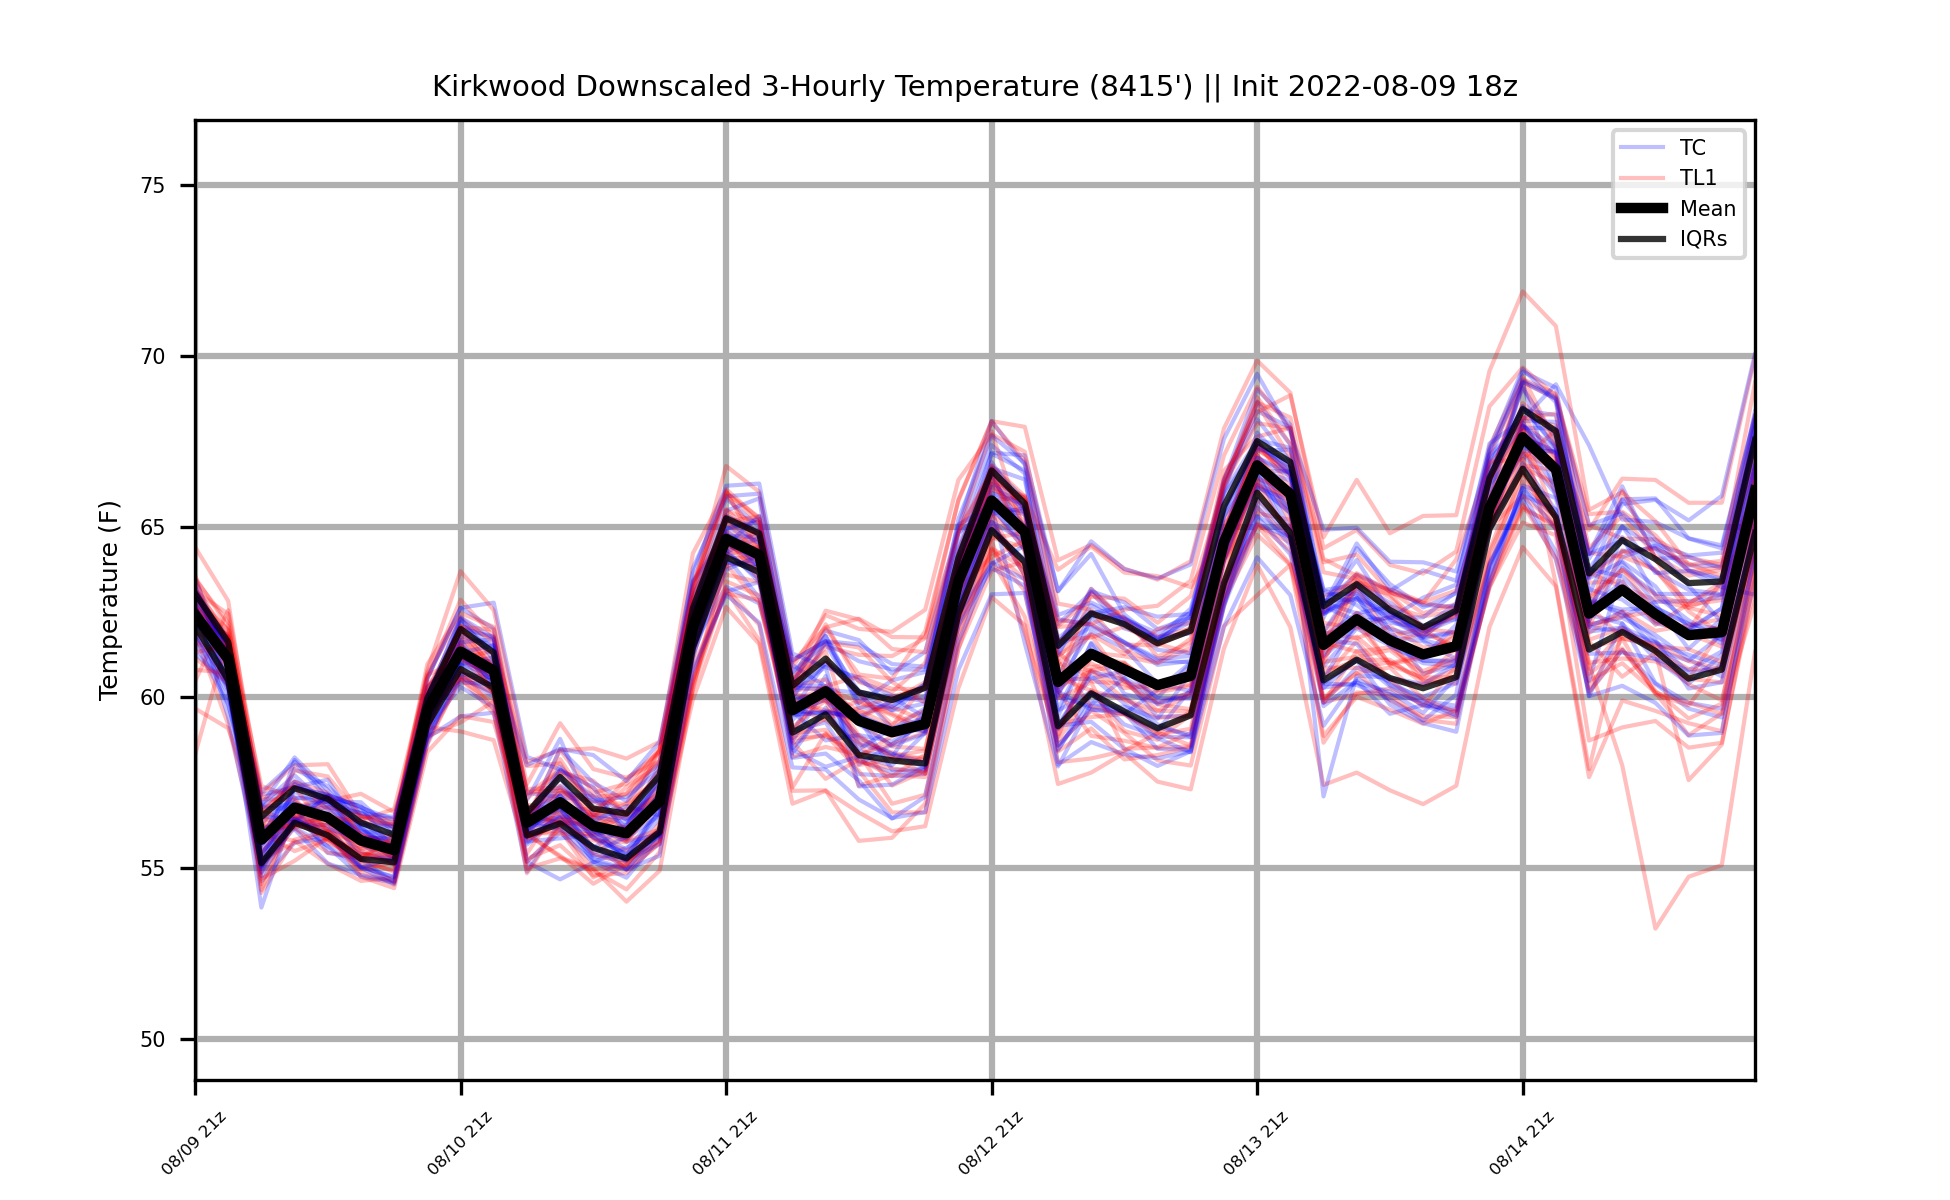 Kirkwood Downscaled 3-Hourly Temperature (8415') || Init 2022-08-09 18z
TC
TL1
Mean
IQRs
Temperature (F)
75
70
65
60
55
50
08/09 21z
08/10 21z
08/11 21z
08/12 21z
08/13 21z
08/14 21z